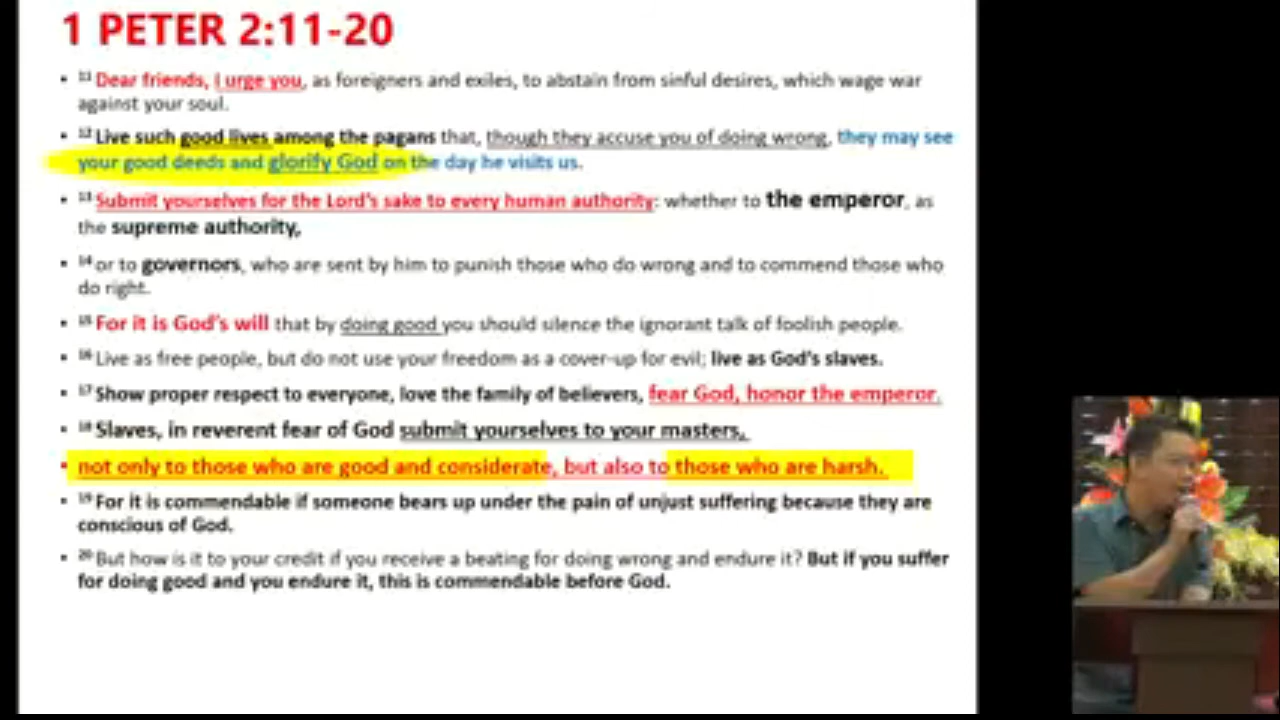 1 PETER 2:11-20
• 11 Dear friends, I urge you, as foreigners and exiles, to abstain from sinful desires, which wage war
against your soul.
• 12 Live such good lives among the pagans that, though they accuse you of doing wrong, they may see
your good deeds and glorify God on the day he visits us.
• 13 Submit yourselves for the Lord's sake to every human authority: whether to the emperor, as
the supreme authority,
• 14 or to governors, who are sent by him to punish those who do wrong and to commend those who
do right.
• 15 For it is God's will that by doing good you should silence the ignorant talk of foolish people.
• 16 Live as free people, but do not use your freedom as a cover-up for evil; live as God's slaves.
• 17 Show proper respect to everyone, love the family of believers, fear God, honor the emperor.
• 18 Slaves, in reverent fear of God submit yourselves to your masters,
• not only to those who are good and considerate, but also to those who are harsh.
• 19 For it is commendable if someone bears up under the pain of unjust suffering because they are
conscious of God.
• 20 But how is it to your credit if you receive a beating for doing wrong and endure it? But if you suffer
for doing good and you endure it, this is commendable before God.